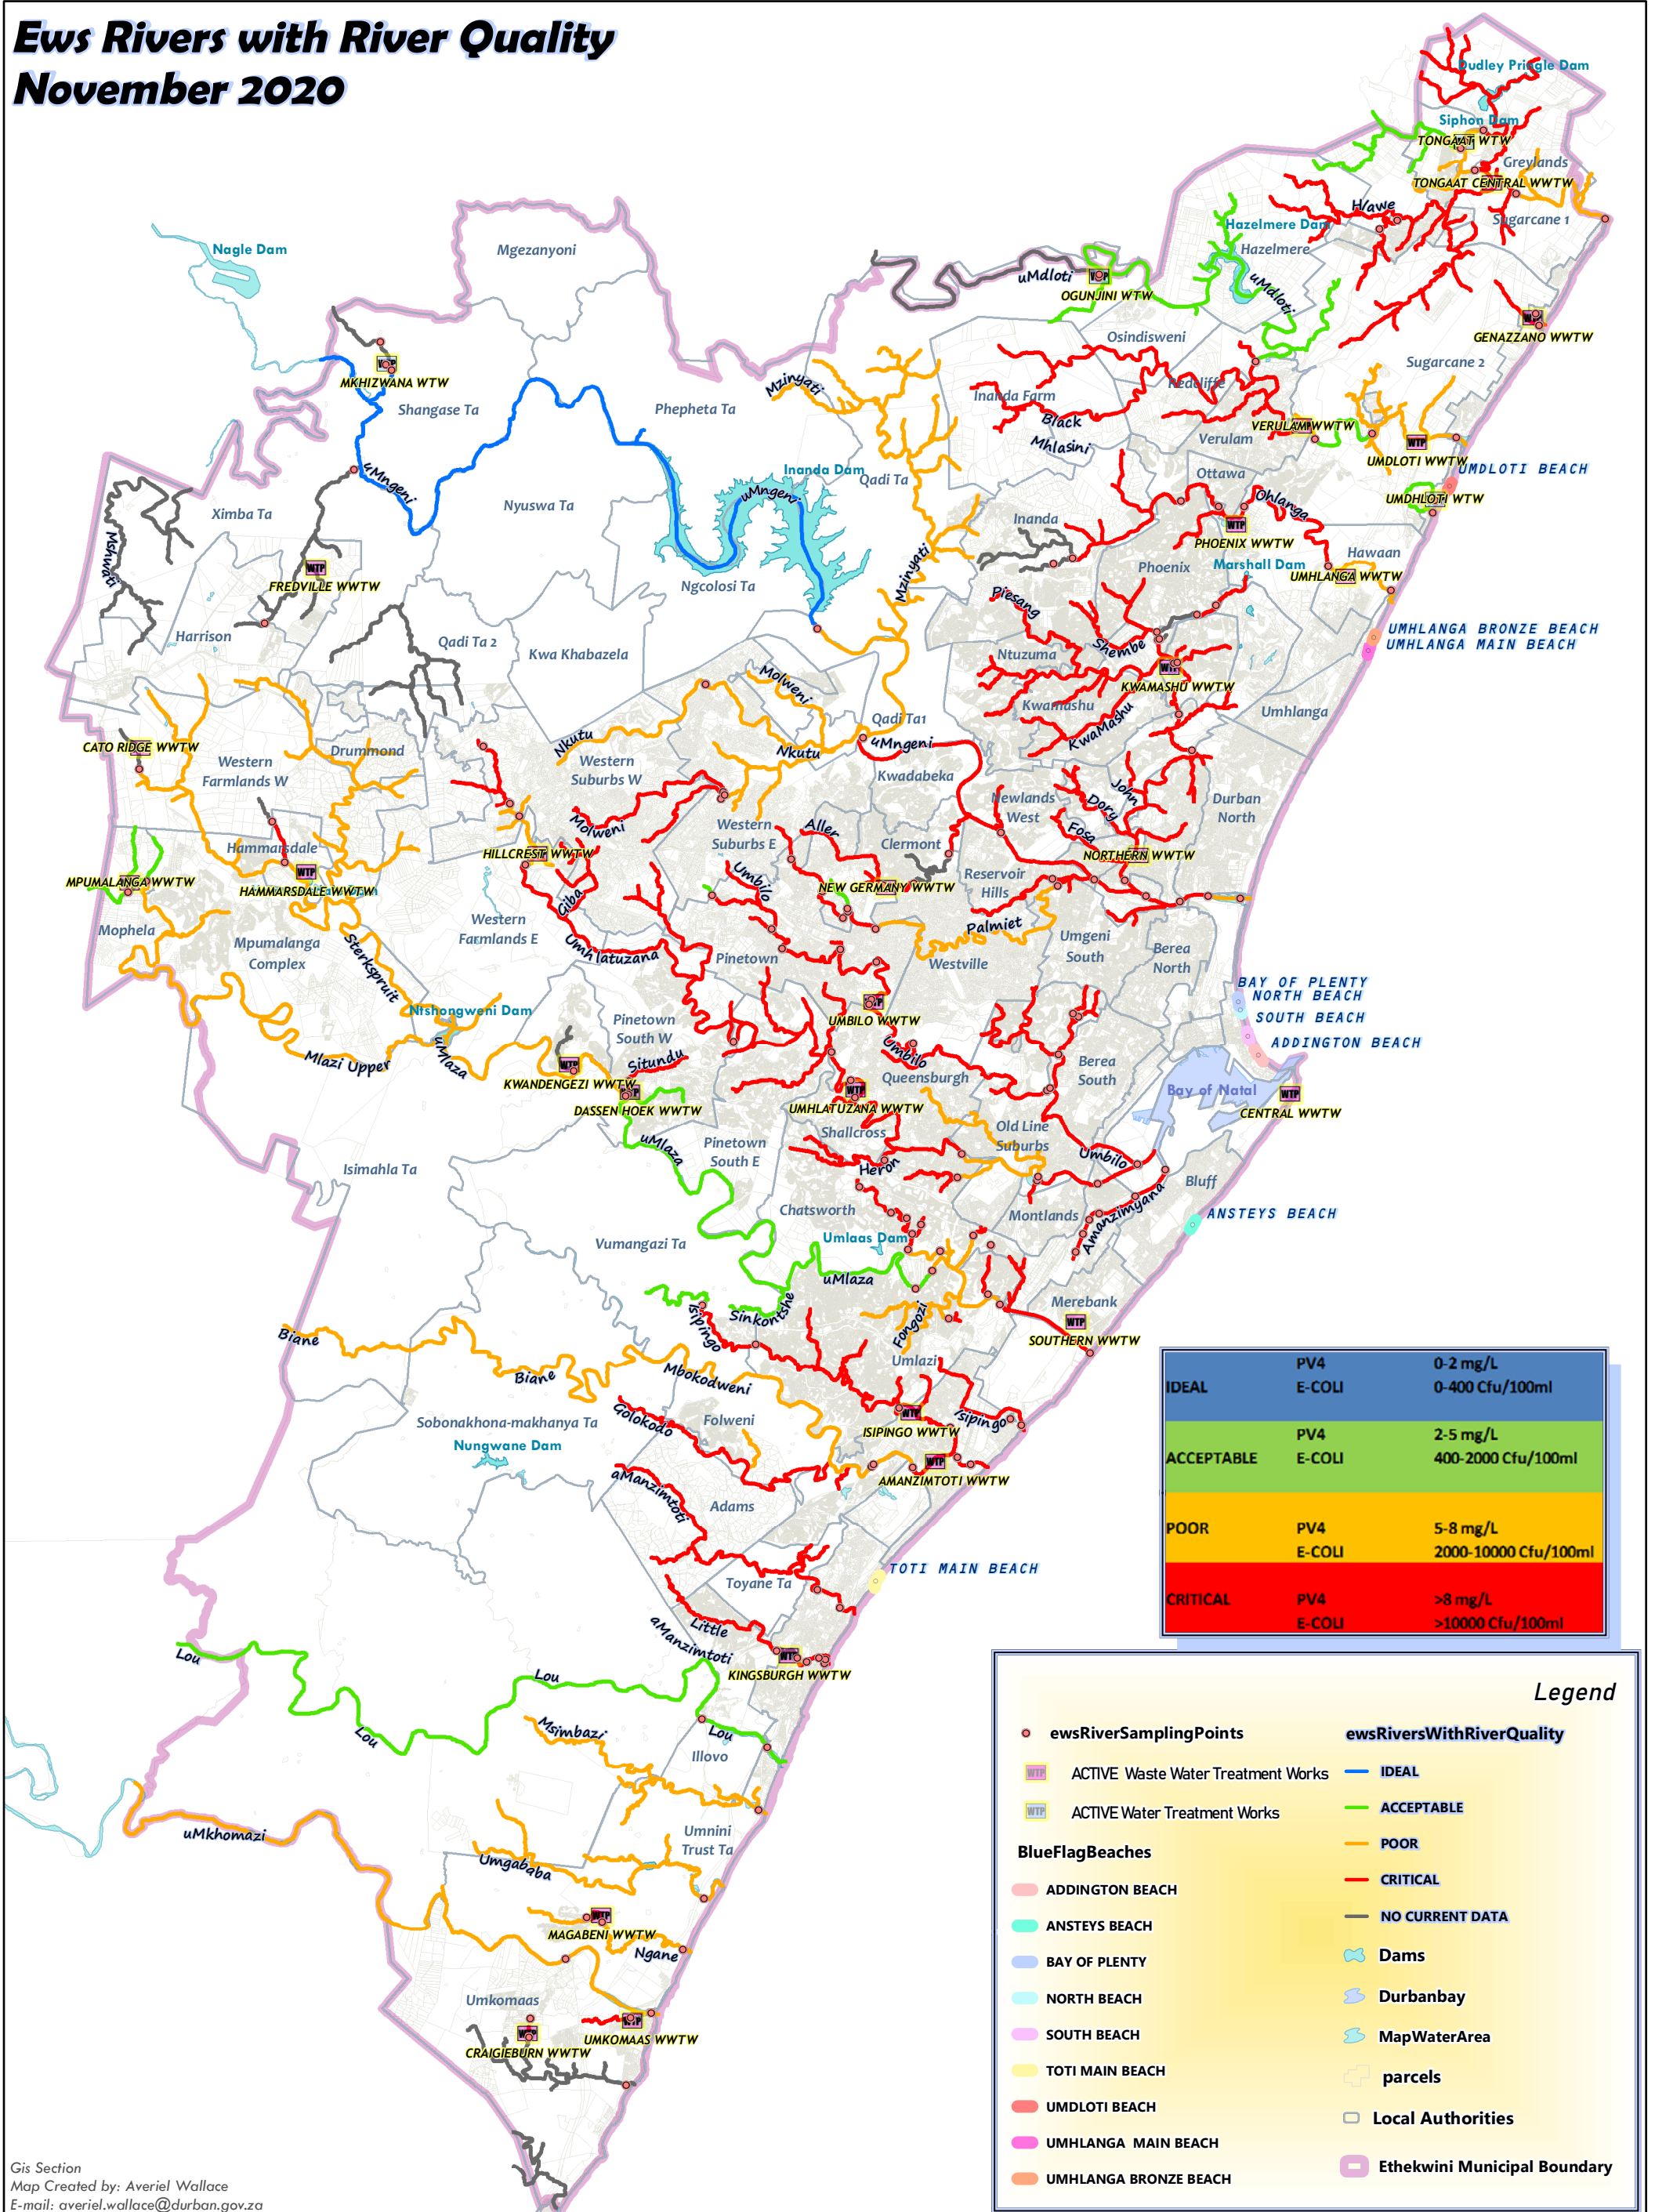 Ews Rivers with River Quality
November 2020
Dudley Pringle Dam
Siphon Dam
TONGAAT WTW
Greylands
TONGAAT CENTRAL WWTW
Hlawe
Sugarcane 1
Hazelmere Dam
Hazelmere
Nagle Dam
Mgezanyoni
uMdloti
uMdloti
OGUNJINI WTW
GENAZZANO WWTW
Osindisweni
Sugarcane 2
MKHIZWANA WTW
Shangase Ta
Phepheta Ta
Mzinyati
Redcliffe
Inanda Farm
Black
Mhlasini
VERULAM WWTW
Verulam
UMDLOTI WWTW
UMDLOTI BEACH
Inanda Dam
Qadi Ta
Ottawa
uMngeni
uMngeni
UMDHLOTI WTW
Ohlanga
Ximba Ta
Nyuswa Ta
Inanda
PHOENIX WWTW
Mshwati
Hawaan
Phoenix
Marshall Dam
UMHLANGA WWTW
FREDVILLE WWTW
Ngcolosi Ta
Mzinyati
Piesang
UMHLANGA BRONZE BEACH
UMHLANGA MAIN BEACH
Harrison
Qadi Ta 2
Kwa Khabazela
Shembe
Ntuzuma
Molweni
KWAMASHU WWTW
Kwamashu
Umhlanga
KwaMashu
Qadi Ta1
CATO RIDGE WWTW
Drummond
Nkutu
Nkutu
uMngeni
Western
Farmlands W
Western
Suburbs W
Kwadabeka
Newlands
West
John
Dory
Durban
North
Molweni
Western
Suburbs E
Aller
Fosa
Clermont
Hammarsdale
HILLCREST WWTW
NORTHERN WWTW
MPUMALANGA WWTW
HAMMARSDALE WWTW
Umbilo
NEW GERMANY WWTW
Reservoir
Hills
Giba
Western
Farmlands E
Mophela
Palmiet
Mpumalanga
Complex
Sterkspruit
Umhlatuzana
Pinetown
Westville
Umgeni
South
Berea
North
BAY OF PLENTY
NORTH BEACH
SOUTH BEACH
Ntshongweni Dam
Pinetown
South W
UMBILO WWTW
ADDINGTON BEACH
Mlazi Upper
uMlaza
Situndu
Umbilo
Queensburgh
Berea
South
KWANDENGEZI WWTW
Bay of Natal
DASSEN HOEK WWTW
UMHLATUZANA WWTW
CENTRAL WWTW
Shallcross
Old Line
Suburbs
uMlaza
Pinetown
South E
Umbilo
Isimahla Ta
Heron
Bluff
Chatsworth
Montlands
Amanzimyana
ANSTEYS BEACH
Vumangazi Ta
Umlaas Dam
uMlaza
Merebank
Sinkontshe
Isipingo
Fongozi
SOUTHERN WWTW
Biane
Umlazi
Biane
Mbokodweni
Golokodo
Folweni
Isipingo
Sobonakhona-makhanya Ta
ISIPINGO WWTW
Nungwane Dam
aManzimtoti
AMANZIMTOTI WWTW
Adams
TOTI MAIN BEACH
Toyane Ta
Little
aManzimtoti
KINGSBURGH WWTW
Lou
Lou
Lou
Lou
Msimbazi
Illovo
uMkhomazi
Umnini
Trust Ta
Umgababa
MAGABENI WWTW
Ngane
Umkomaas
UMKOMAAS WWTW
CRAIGIEBURN WWTW
IDEAL
PV4 0-2 mg/L
E-COLI 0-400 Cfu/100ml
ACCEPTABLE
PV4 2-5 mg/L
E-COLI 400-2000 Cfu/100ml
POOR PV4 5-8 mg/L
E-COLI 2000-10000 Cfu/100ml
CRITICAL PV4 >8 mg/L
E-COLI >10000 Cfu/100ml
Legend
ewsRiverSamplingPoints
WTP ACTIVE Waste Water Treatment Works
WTP ACTIVE Water Treatment Works
BlueFlagBeaches
ADDINGTON BEACH
ANSTEYS BEACH
BAY OF PLENTY
NORTH BEACH
SOUTH BEACH
TOTI MAIN BEACH
UMDLOTI BEACH
UMHLANGA MAIN BEACH
UMHLANGA BRONZE BEACH
ewsRiversWithRiverQuality
IDEAL
ACCEPTABLE
POOR
CRITICAL
NO CURRENT DATA
Dams
Durbanbay
MapWaterArea
parcels
Local Authorities
Ethekwini Municipal Boundary
Gis Section
Map Created by: Averiel Wallace
E-mail: averiel.wallace@durban.gov.za